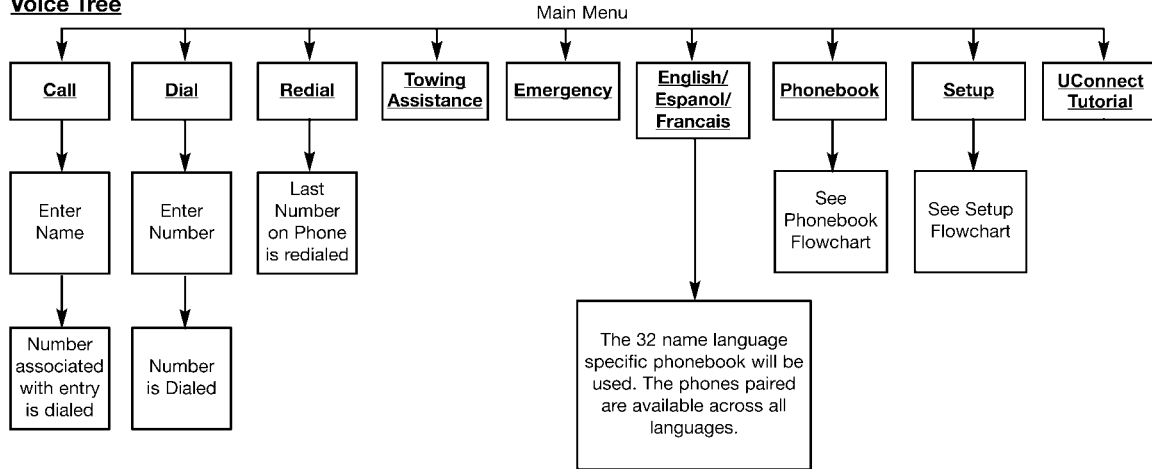 Voice Tree
Main Menu
Call
Dial
Redial
Towing
Assistance
Emergency
English/
Espanol/
Francais
Phonebook
Setup
UConnect
Tutorial
Enter
Name
Enter
Number
Last
Number
on Phone
is redialed
See
Phonebook
Flowchart
See Setup
Flowchart
Number
associated
with entry
is dialed
Number
is Dialed
The 32 name language
specific phonebook will be
used. The phones paired
are available across all
languages.